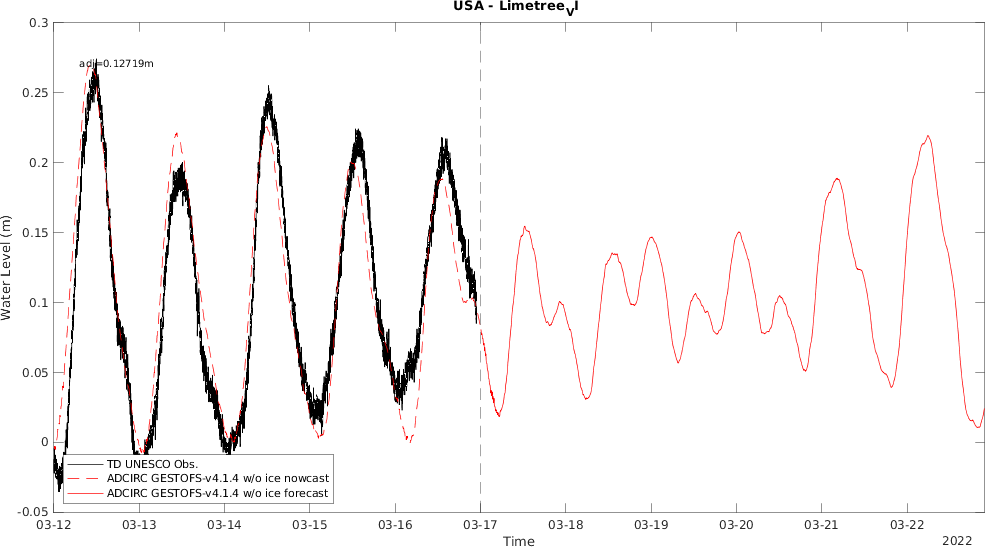 USA - Limetree_VI
adj=0.12719m
0.3
0.25
0.2
0.15
0.1
0.05
0
-0.05
Water Level (m)
TD UNESCO Obs.
ADCIRC GESTOFS-v4.1.4 w/o ice nowcast
ADCIRC GESTOFS-v4.1.4 w/o ice forecast
03-12 03-13 03-14 03-15 03-16 03-17 03-18 03-19 03-20 03-21 03-22
Time
2022